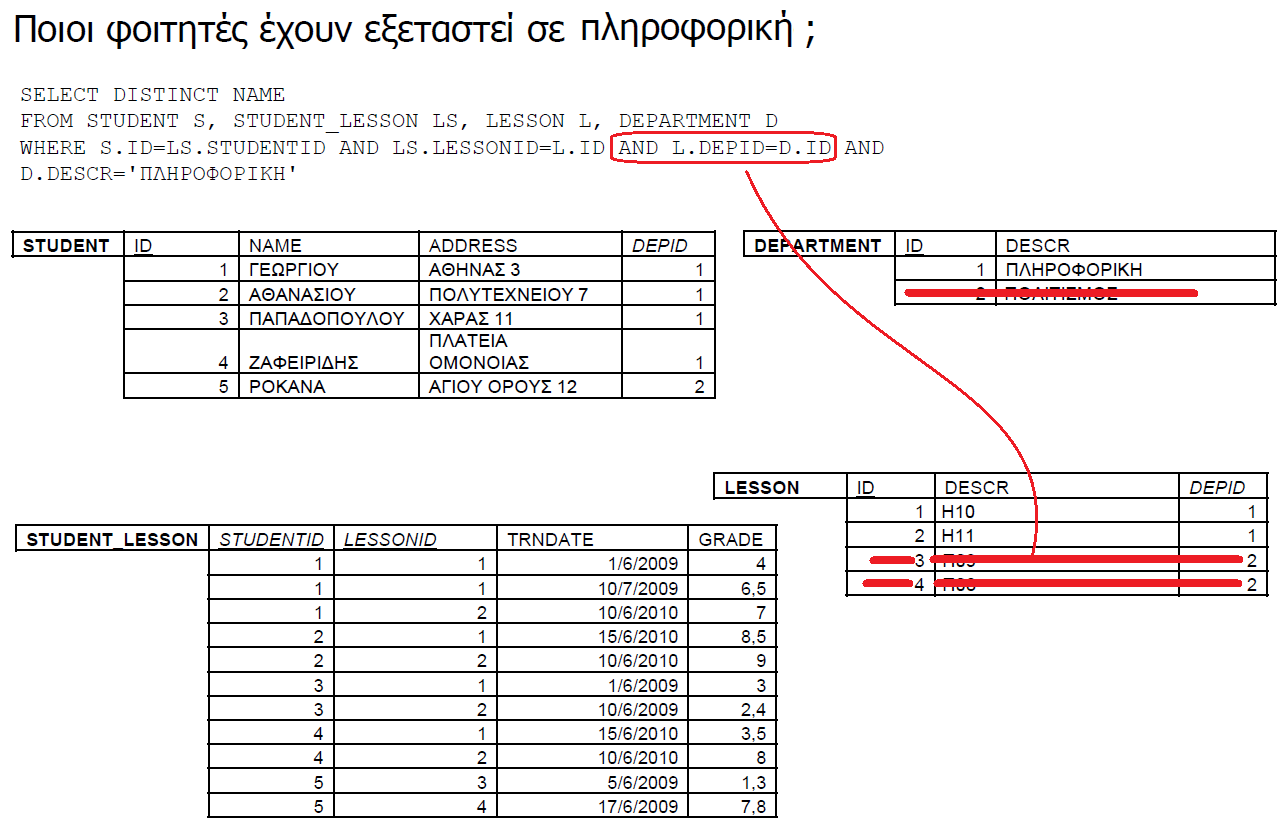 Ποιοι φοιτητές έχουν εξεταστεί σε πληροφορική ;
SELECT DISTINCT NAME
FROM STUDENT S, STUDENT_LESSON LS, LESSON L, DEPARTMENT D
WHERE S.ID=LS.STUDENTID AND LS.LESSONID=L.ID AND L.DEPID=D.ID AND
D.DESCR='ΠΛΗΡΟΦΟΡΙΚΗ'
STUDENT ID NAME ADDRESS DEPID
1 ΓΕΩΡΓΙΟΥ ΑΘΗΝΑΣ 3 1
2 ΑΘΑΝΑΣΙΟΥ ΠΟΛΥΤΕΧΝΕΙΟΥ 7 1
3 ΠΑΠΑΔΟΠΟΥΛΟΥ ΧΑΡΑΣ 11 1
ΠΛΑΤΕΙΑ
4 ΖΑΦΕΙΡΙΔΗΣ ΟΜΟΝΟΙΑΣ 1
5 ΡΟΚΑΝΑ ΑΓΙΟΥ ΟΡΟΥΣ 12 2
DEPARTMENT ID DESCR
1 ΠΛΗΡΟΦΟΡΙΚΗ
2 ΠΟΛΙΤΙΣΜΟΣ
LESSON ID DESCR DEPID
1 Η10 1
2 Η11 1
3 2
4 2
STUDENT_LESSON STUDENTID LESSONID TRNDATE GRADE
1 1 1/6/2009 4
1 1 10/7/2009 6,5
1 2 10/6/2010 7
2 1 15/6/2010 8,5
2 2 10/6/2010 9
3 1 1/6/2009 3
3 2 10/6/2009 2,4
4 1 15/6/2010 3,5
4 2 10/6/2010 8
5 3 5/6/2009 1,3
5 4 17/6/2009 7,8